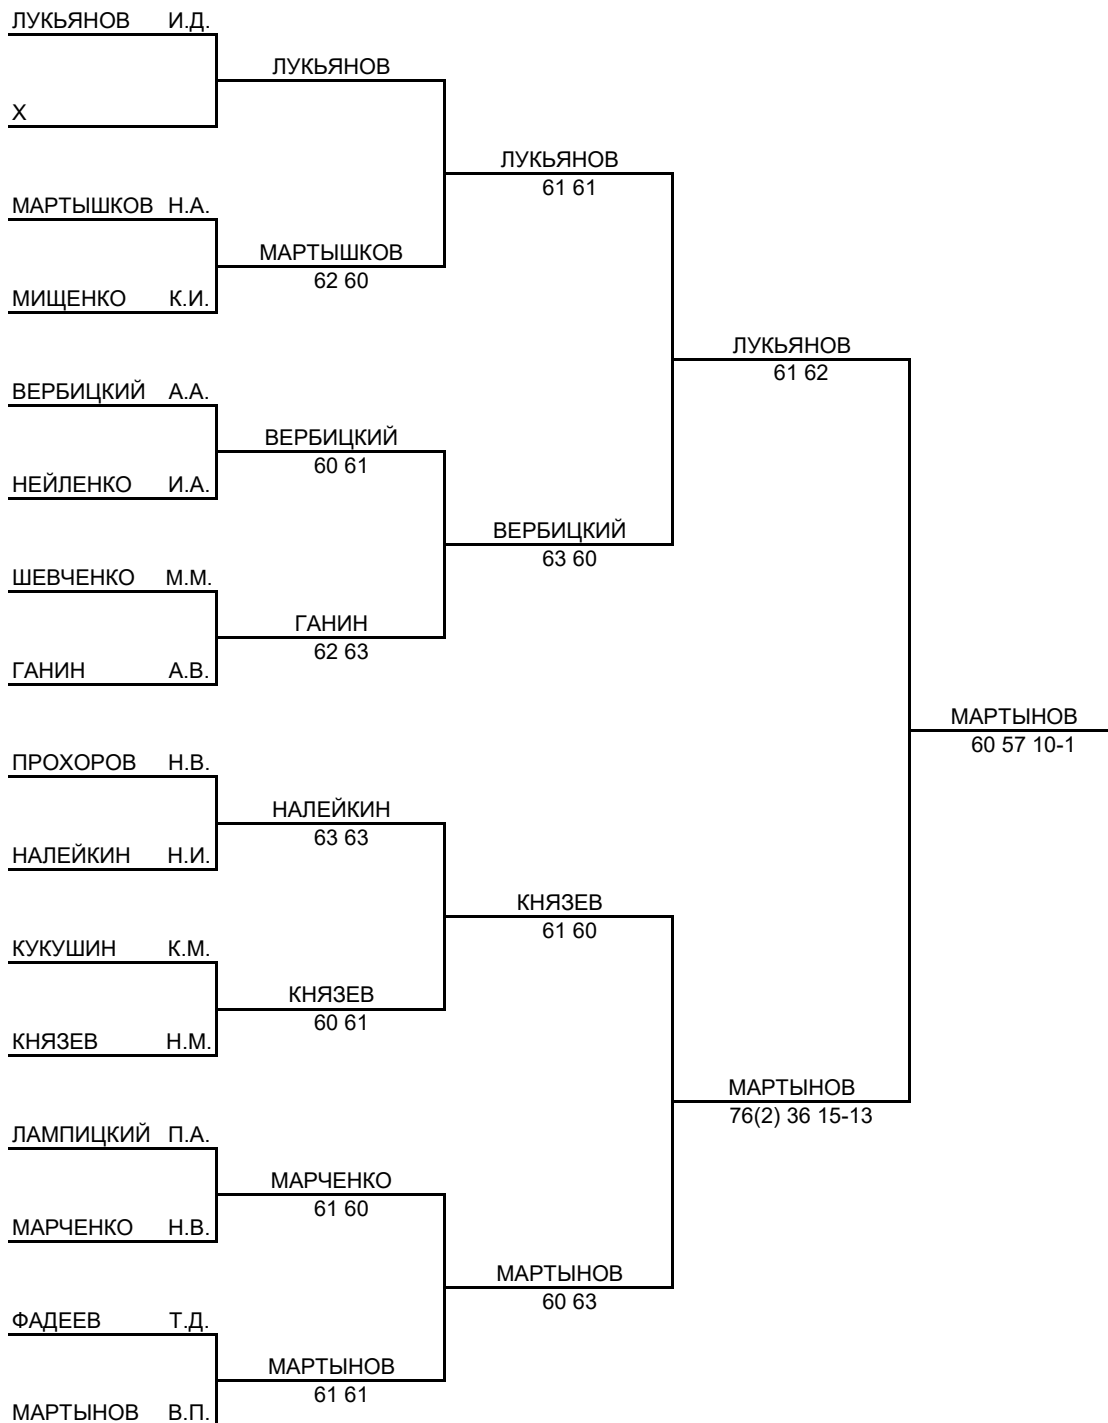 ЛУКЬЯНОВ И.Д.
ЛУКЬЯНОВ
X
ЛУКЬЯНОВ
61 61
МАРТЫШКОВ Н.А.
МАРТЫШКОВ
62 60
МИЩЕНКО К.И.
ЛУКЬЯНОВ
61 62
ВЕРБИЦКИЙ А.А.
ВЕРБИЦКИЙ
60 61
НЕЙЛЕНКО И.А.
ВЕРБИЦКИЙ
63 60
ШЕВЧЕНКО М.М.
ГАНИН
62 63
ГАНИН А.В.
МАРТЫНОВ
60 57 10-1
ПРОХОРОВ Н.В.
НАЛЕЙКИН
63 63
НАЛЕЙКИН Н.И.
КНЯЗЕВ
61 60
КУКУШИН К.М.
КНЯЗЕВ
60 61
КНЯЗЕВ Н.М.
МАРТЫНОВ
76(2) 36 15-13
ЛАМПИЦКИЙ П.А.
МАРЧЕНКО
61 60
МАРЧЕНКО Н.В.
МАРТЫНОВ
60 63
ФАДЕЕВ Т.Д.
МАРТЫНОВ
61 61
МАРТЫНОВ В.П.